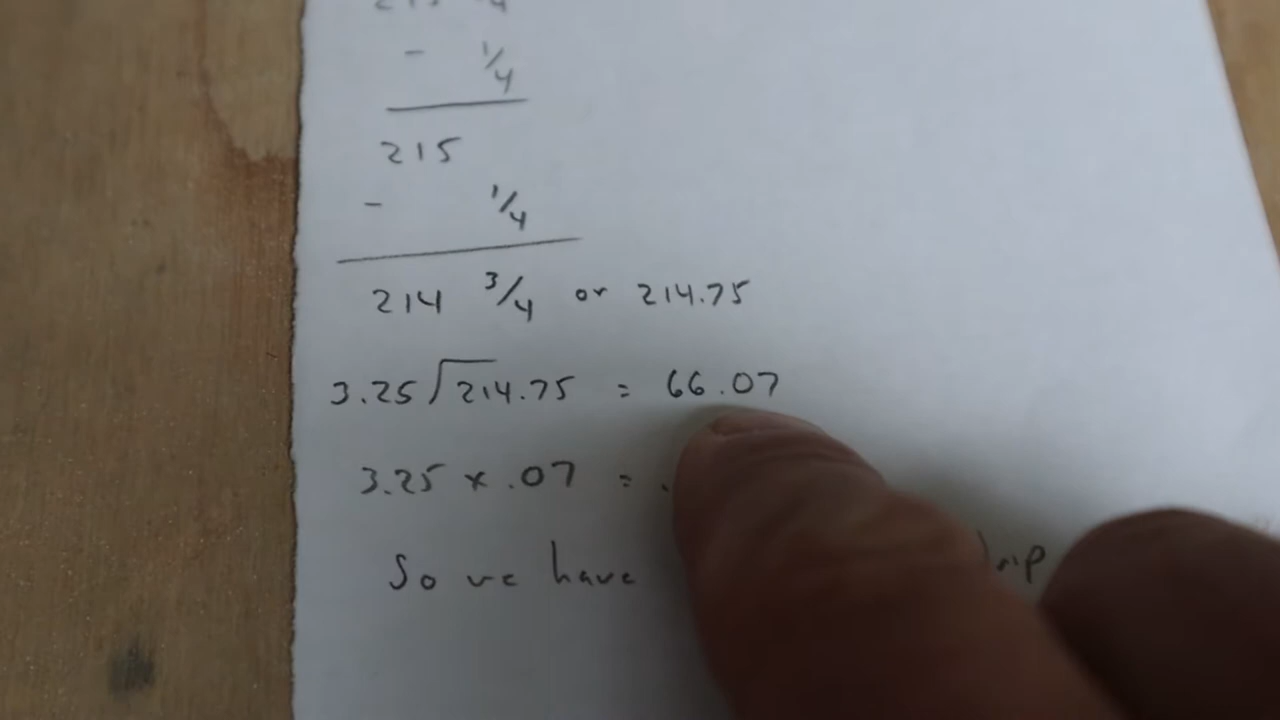 - 1/4
215
- 1/4
214 3/4 or 214.75
3.25 214.75 = 66.07
3.25 x .07 = .
So we have